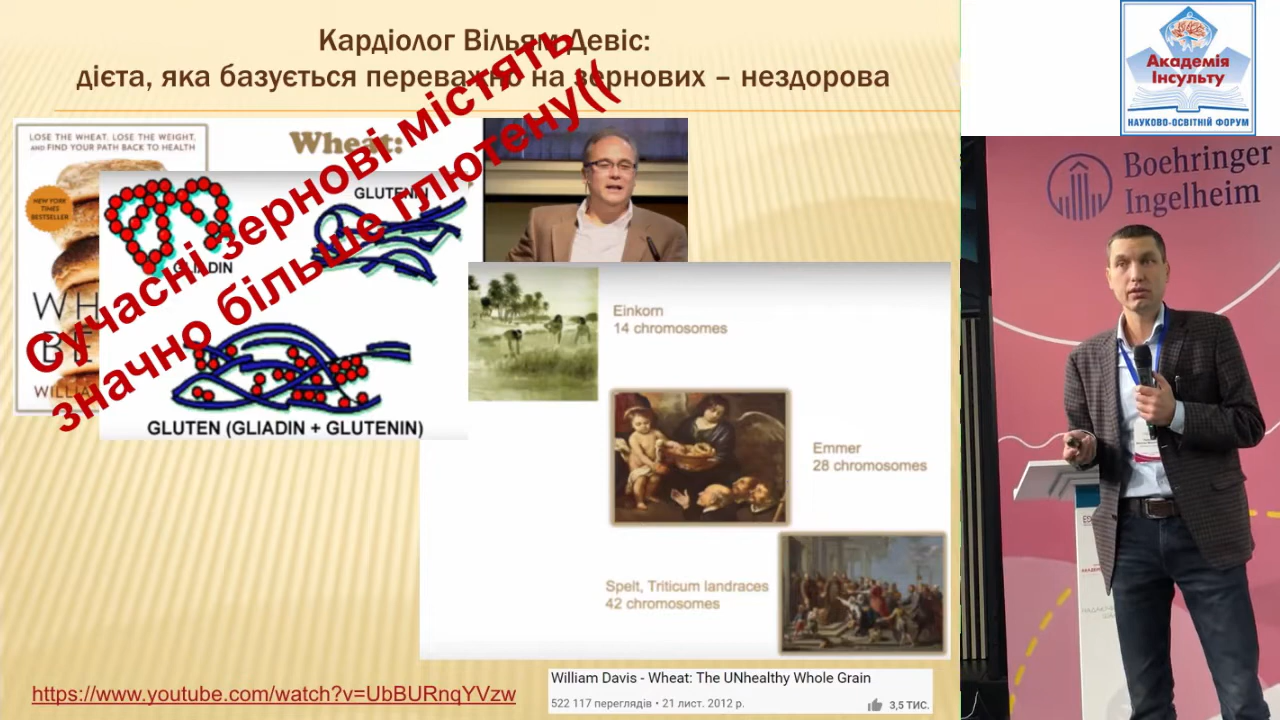 Кардіолог Вільям Девіс:
дієта, яка базується переважно на зернових – нездорова
LOSE THE WHEAT, LOSE THE WEIGHT,
AND FIND YOUR PATH BACK TO HEALTH
NEW YORK
TIMES
BESTSELLER
WH
BE
WILLIA
Wheat:
GLUTENIN
GLIADIN
GLUTEN (GLIADIN + GLUTENIN)
Сучасні зернові містять
значно більше глютену((
Einkorn
14 chromosomes
Emmer
28 chromosomes
Spelt, Triticum landraces
42 chromosomes
https://www.youtube.com/watch?v=UbBURnqYVzw
William Davis - Wheat: The UNhealthy Whole Grain
522 117 переглядів • 21 лист. 2012 р.
3,5 ТИС.
Академія
Інсульту
НАУКОВО-ОСВІТНІЙ ФОРУМ
Boehringer
Ingelheim